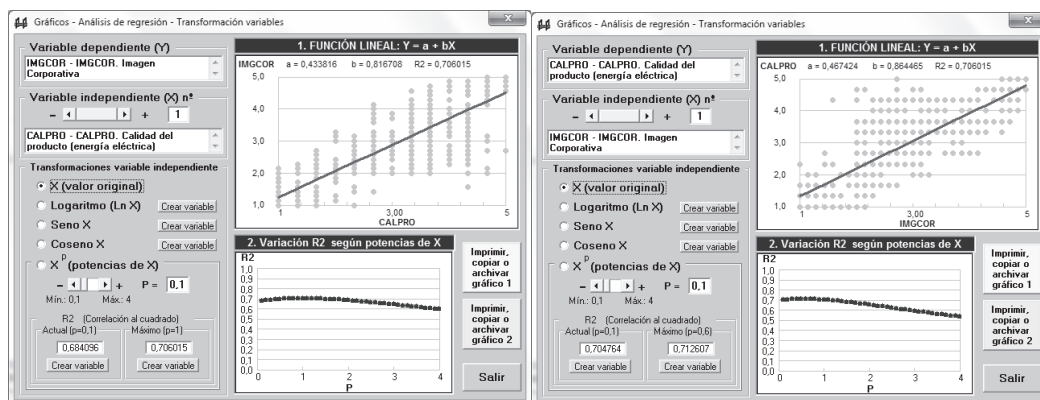 Gráficos - Análisis de regresión - Transformación variables
Variable dependiente (Y)
IMGCOR - IMGCOR. Imagen
Corporativa
Variable independiente (X) nº
- + 1
CALPRO - CALPRO. Calidad del
producto (energía eléctrica)
Transformaciones variable independiente
X (valor original)
Logaritmo (Ln X) Crear variable
Seno X Crear variable
Coseno X Crear variable
X p (potencias de X)
- + P = 0,1
Mín.: 0,1 Máx.: 4
R2 (Correlación al cuadrado)
Actual (p=0,1) Máximo (p=1)
0,684096 0,706015
Crear variable Crear variable
1. FUNCIÓN LINEAL: Y = a + bX
IMGCOR a = 0,433816 b = 0,816708 R2 = 0,706015
5,0
4,0
3,0
2,0
1,0
1 3,00 5
CALPRO
2. Variación R2 según potencias de X
R2
1,0
0,9
0,8
0,7
0,6
0,5
0,4
0,3
0,2
0,1
0,0
0 1 2 3 4
P
Imprimir,
copiar o
archivar
gráfico 1
Imprimir,
copiar o
archivar
gráfico 2
Salir
Gráficos - Análisis de regresión - Transformación variables
Variable dependiente (Y)
CALPRO - CALPRO. Calidad del
producto (energía eléctrica)
Variable independiente (X) nº
- + 1
IMGCOR - IMGCOR. Imagen
Corporativa
Transformaciones variable independiente
X (valor original)
Logaritmo (Ln X) Crear variable
Seno X Crear variable
Coseno X Crear variable
X p (potencias de X)
- + P = 0,1
Mín.: 0,1 Máx.: 4
R2 (Correlación al cuadrado)
Actual (p=0,1) Máximo (p=0,6)
0,704764 0,712607
Crear variable Crear variable
1. FUNCIÓN LINEAL: Y = a + bX
CALPRO a = 0,467424 b = 0,864465 R2 = 0,706015
5,0
4,0
3,0
2,0
1,0
1 3,00 5
IMGCOR
2. Variación R2 según potencias de X
R2
1,0
0,9
0,8
0,7
0,6
0,5
0,4
0,3
0,2
0,1
0,0
0 1 2 3 4
P
Imprimir,
copiar o
archivar
gráfico 1
Imprimir,
copiar o
archivar
gráfico 2
Salir